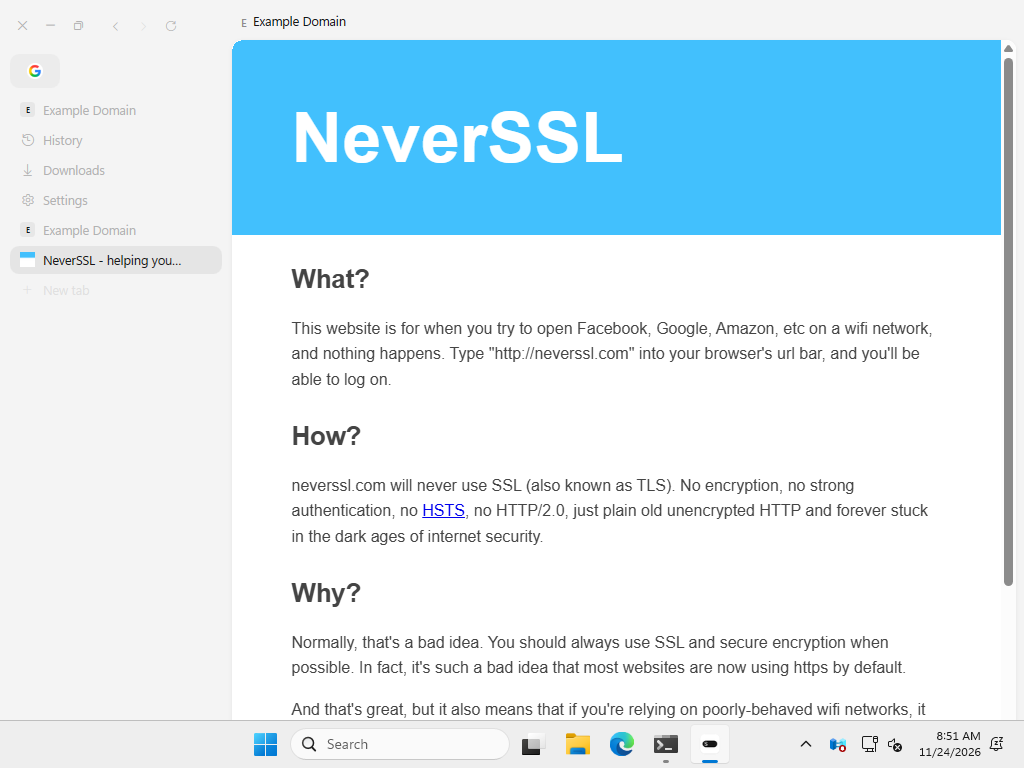 E Example Domain
E Example Domain
History
Downloads
Settings
E Example Domain
NeverSSL - helping you...
New tab
NeverSSL
What?
This website is for when you try to open Facebook, Google, Amazon, etc on a wifi network,
and nothing happens. Type "http://neverssl.com" into your browser's url bar, and you'll be
able to log on.
How?
neverssl.com will never use SSL (also known as TLS). No encryption, no strong
authentication, no HSTS, no HTTP/2.0, just plain old unencrypted HTTP and forever stuck
in the dark ages of internet security.
Why?
Normally, that's a bad idea. You should always use SSL and secure encryption when
possible. In fact, it's such a bad idea that most websites are now using https by default.
And that's great, but it also means that if you're relying on poorly-behaved wifi networks, it
Search
8:51 AM
11/24/2026